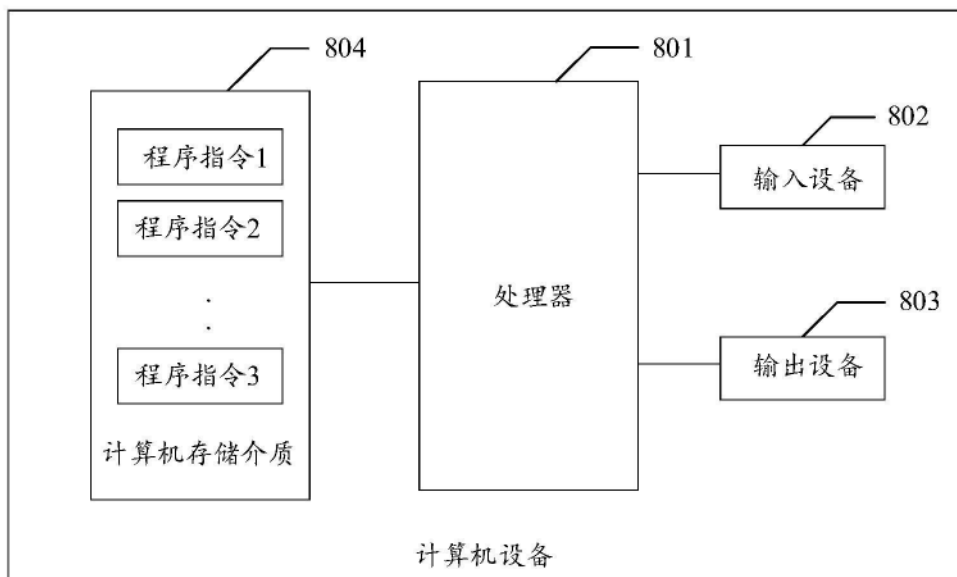 804
801
802
803
程序指令1
程序指令2
.
.
程序指令3
计算机存储介质
处理器
输入设备
输出设备
计算机设备